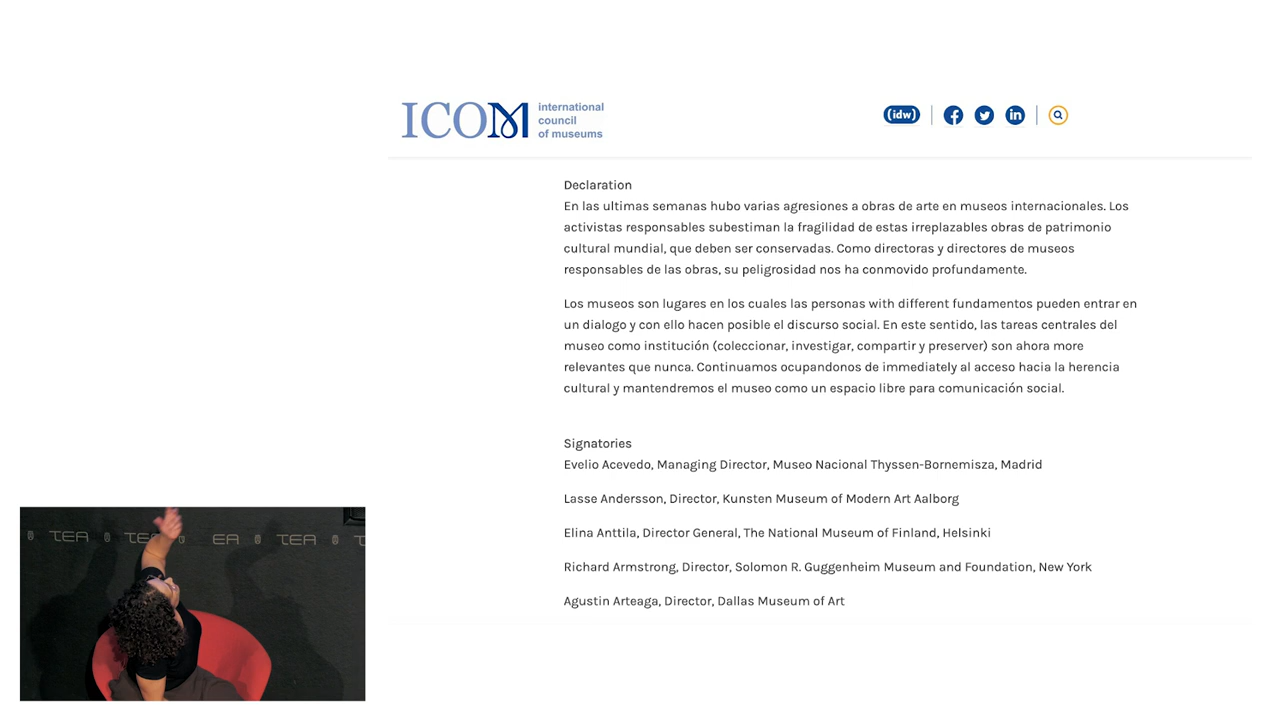 ICOM international
council
of museums
(idw)
Declaration
En las ultimas semanas hubo varias agresiones a obras de arte en museos internacionales. Los
activistas responsables subestiman la fragilidad de estas irreplazables obras de patrimonio
cultural mundial, que deben ser conservadas. Como directoras y directores de museos
responsables de las obras, su peligrosidad nos ha conmovido profundamente.
Los museos son lugares en los cuales las personas with different fundamentos pueden entrar en
un dialogo y con ello hacen posible el discurso social. En este sentido, las tareas centrales del
museo como institución (coleccionar, investigar, compartir y preserver) son ahora more
relevantes que nunca. Continuamos ocupandonos de immediately al acceso hacia la herencia
cultural y mantendremos el museo como un espacio libre para comunicación social.
Signatories
Evelio Acevedo, Managing Director, Museo Nacional Thyssen-Bornemisza, Madrid
Lasse Andersson, Director, Kunsten Museum of Modern Art Aalborg
Elina Anttila, Director General, The National Museum of Finland, Helsinki
Richard Armstrong, Director, Solomon R. Guggenheim Museum and Foundation, New York
Agustin Arteaga, Director, Dallas Museum of Art
TEA TEA EA TEA T